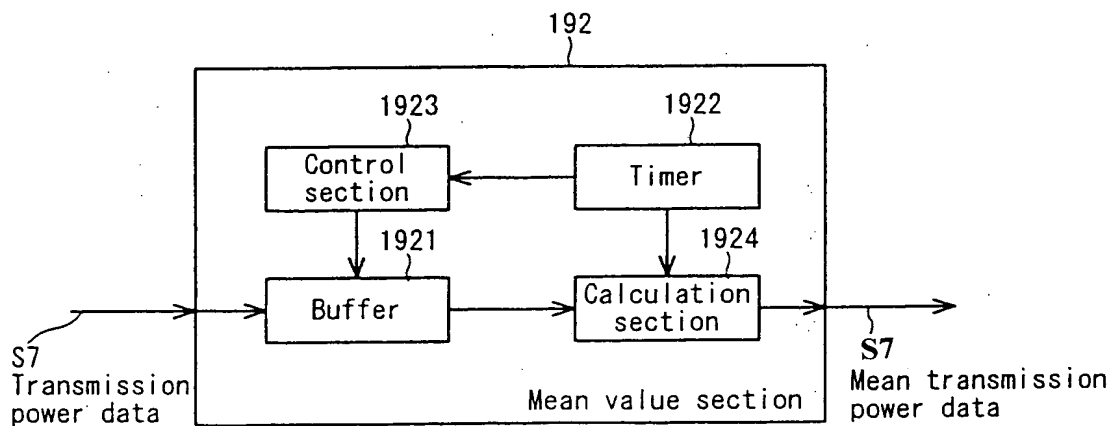 192
1923
1922
Control
section
Timer
1921
1924
Buffer
Calculation
section
S7
Transmission
power data
S7
Mean transmission
power data
Mean value section